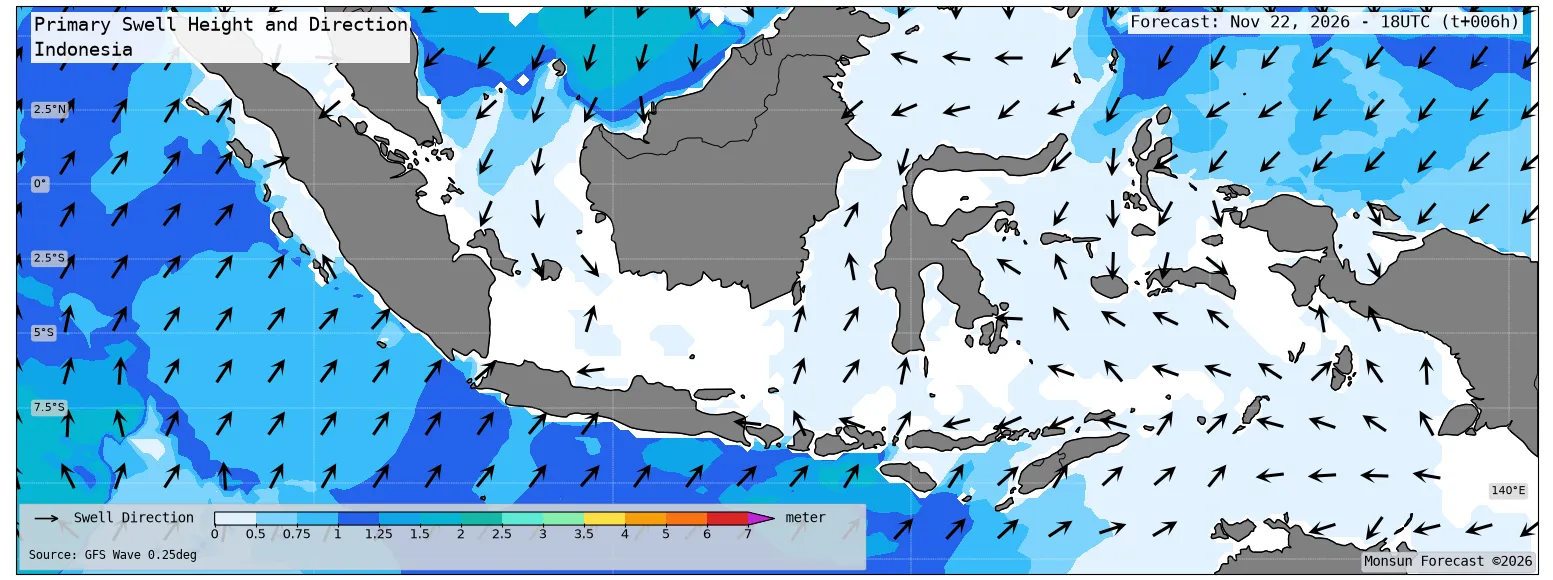 Primary Swell Height and Direction
Indonesia
Forecast: Nov 22, 2026 - 18UTC (t+006h)
2.5°N
0°
2.5°S
5°S
7.5°S
140°E
Swell Direction
0 0.5 0.75 1 1.25 1.5 2 2.5 3 3.5 4 5 6 7
meter
Source: GFS Wave 0.25deg
Monsun Forecast ©2026